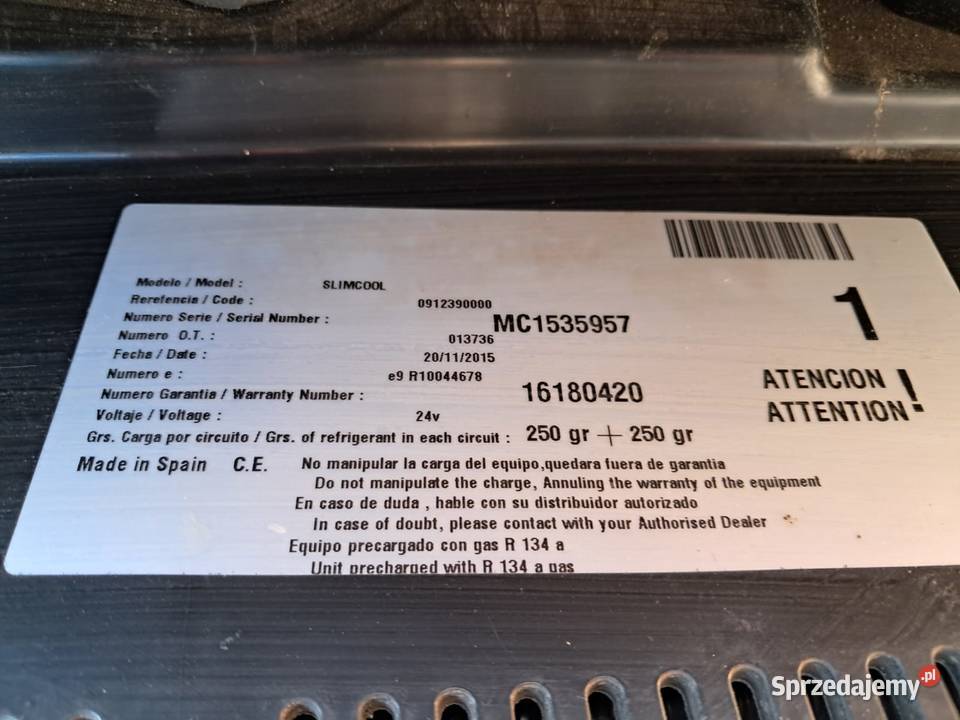 1
Modelo / Model : SLIMCOOL
Rerefencia / Code : 0912390000
Numero Serie / Serial Number : MC1535957
Numero O.T. : 013736
Fecha / Date : 20/11/2015
Numero e : e9 R10044678
Numero Garantia / Warranty Number : 16180420
ATENCION
ATTENTION !
Voltaje / Voltage : 24v
Grs. Carga por circuito / Grs. of refrigerant in each circuit : 250 gr + 250 gr
Made in Spain C.E. No manipular la carga del equipo,quedara fuera de garantia
Do not manipulate the charge, Annuling the warranty of the equipment
En caso de duda , hable con su distribuidor autorizado
In case of doubt, please contact with your Authorised Dealer
Equipo precargado con gas R 134 a
Unit precharged with R 134 a gas
Sprzedajemy.pl